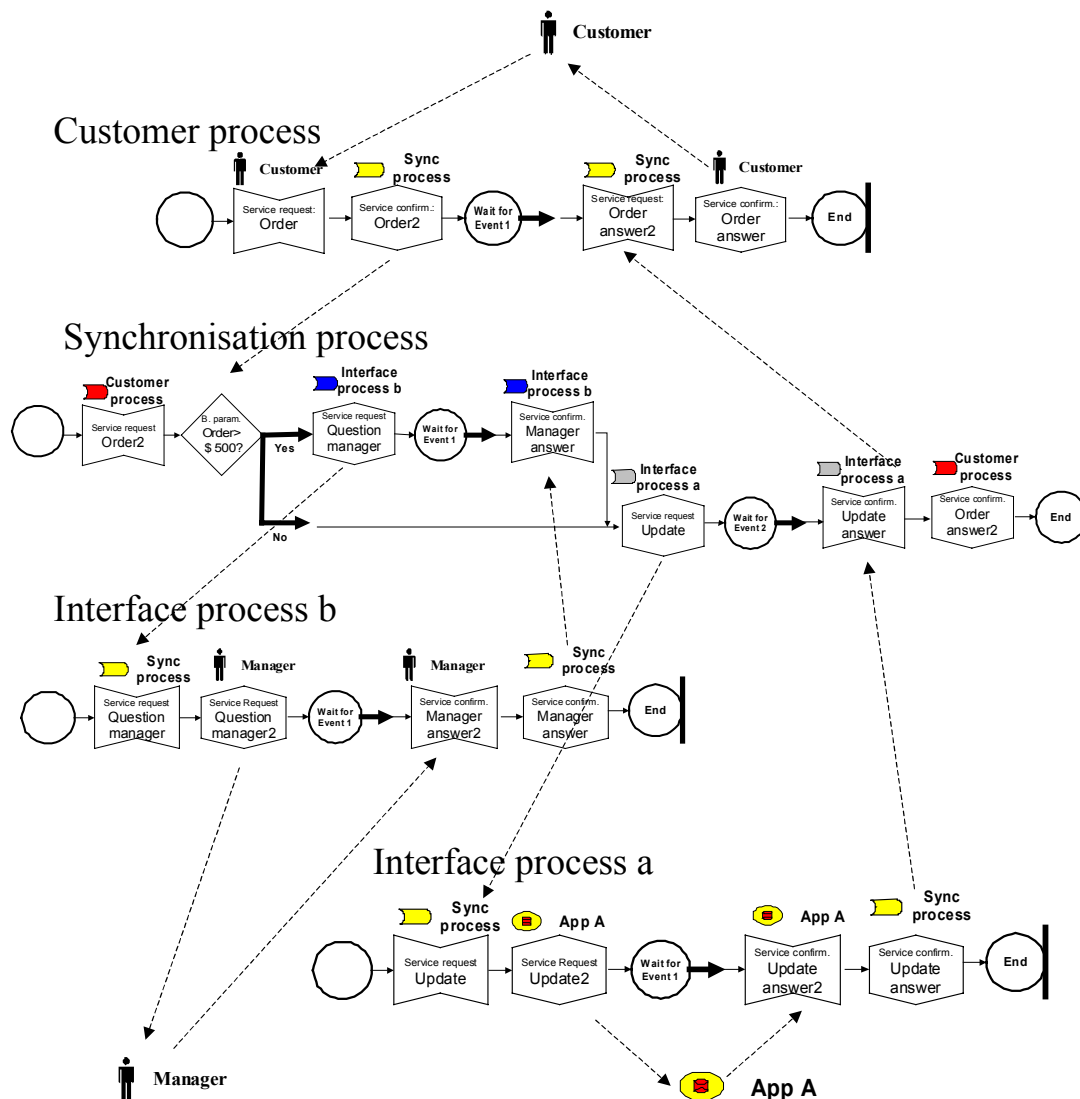 Customer
Customer process
Customer
Sync
process
Sync
process
Customer
Service request:
Order
Service confirm.:
Order2
Wait for
Event 1
Service request:
Order
answer2
Service confirm.:
Order
answer
End
Synchronisation process
Customer
process
Interface
process b
Interface
process b
Service request
Order2
B. param.
Order>
$ 500?
Yes
No
Service request
Question
manager
Wait for
Event 1
Service confirm.
Manager
answer
Interface
process a
Service request
Update
Wait for
Event 2
Interface
process a
Customer
process
Service confirm.
Update
answer
Service confirm.
Order
answer2
End
Interface process b
Sync
process
Manager
Manager
Sync
process
Service request
Question
manager
Service Request
Question
manager2
Wait for
Event 1
Service confirm.
Manager
answer2
Service confirm.
Manager
answer
End
Interface process a
Sync
process
App A
App A
Sync
process
Service request
Update
Service Request
Update2
Wait for
Event 1
Service confirm.
Update
answer2
Service confirm.
Update
answer
End
Manager
App A